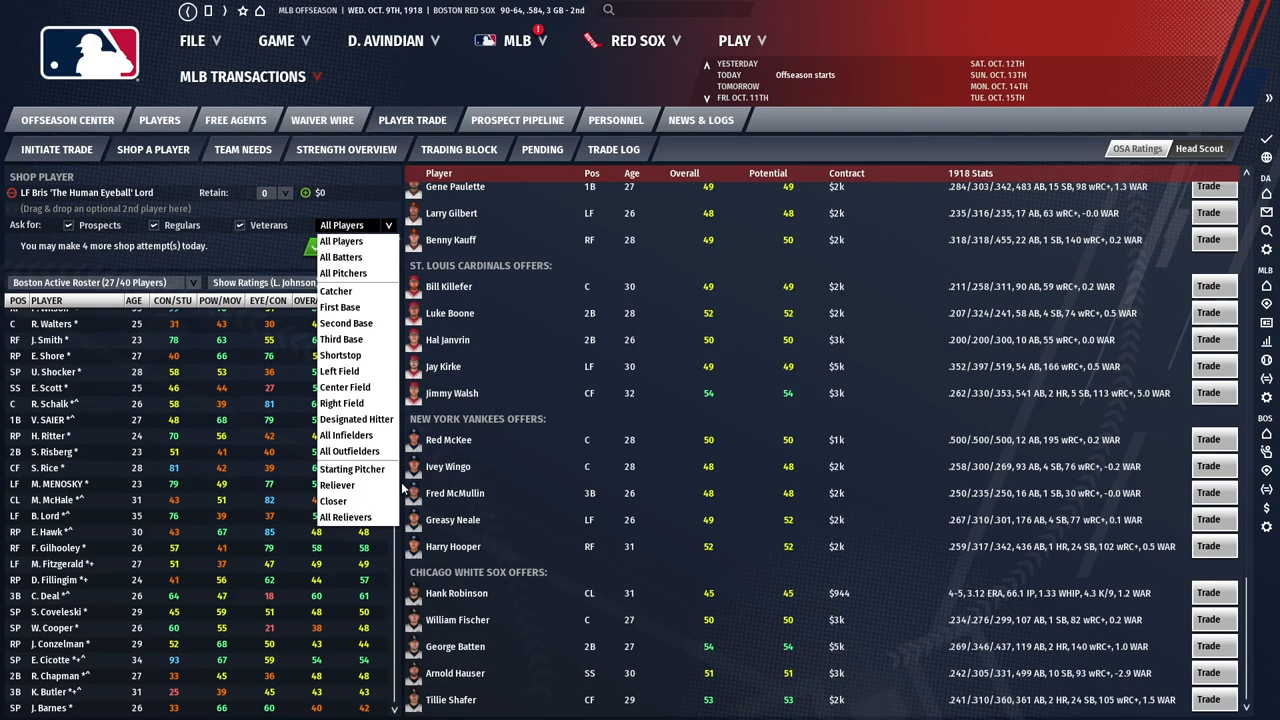 MLB OFFSEASON | WED. OCT. 9TH, 1918 | BOSTON RED SOX 90-64, .584, 3 GB - 2nd
FILE GAME D. AVINDIAN MLB RED SOX PLAY
MLB TRANSACTIONS
YESTERDAY
TODAY Offseason starts
TOMORROW
FRI. OCT. 11TH
SAT. OCT. 12TH
SUN. OCT. 13TH
MON. OCT. 14TH
TUE. OCT. 15TH
OFFSEASON CENTER PLAYERS FREE AGENTS WAIVER WIRE PLAYER TRADE PROSPECT PIPELINE PERSONNEL NEWS & LOGS
INITIATE TRADE SHOP A PLAYER TEAM NEEDS STRENGTH OVERVIEW TRADING BLOCK PENDING TRADE LOG OSA Ratings Head Scout
SHOP PLAYER
LF Bris 'The Human Eyeball' Lord Retain: 0 $0
(Drag & drop an optional 2nd player here)
Ask for: Prospects Regulars Veterans All Players
You may make 4 more shop attempt(s) today.
All Players
All Batters
All Pitchers
Catcher
First Base
Second Base
Third Base
Shortstop
Left Field
Center Field
Right Field
Designated Hitter
All Infielders
All Outfielders
Starting Pitcher
Reliever
Closer
All Relievers
Boston Active Roster (27/40 Players) Show Ratings (L. Johnson
POS PLAYER AGE CON/STU POW/MOV EYE/CON OVERA
C R. Walters * 25 31 43 30
RF J. Smith * 23 78 63 55
RP E. Shore * 27 40 66 76
SP U. Shocker * 28 58 53 36
SS E. Scott * 25 46 44 27
C R. Schalk *^ 26 58 39 81
1B V. SAIER *^ 27 48 68 79
RP H. Ritter * 24 70 56 42
2B S. Risberg * 23 51 41 40
CF S. Rice * 28 81 42 39
LF M. MENOSKY * 23 79 49 77
CL M. McHale *^ 31 43 51 82
LF B. Lord *^ 35 76 39 37
RP E. Hawk *^ 30 43 67 85 48 48
RF F. Gilhooley * 26 57 41 79 58 58
LF M. Fitzgerald *+ 27 51 37 47 49 49
RP D. Fillingim *+ 24 41 56 62 44 57
3B C. Deal *^ 26 64 47 18 60 61
SP S. Coveleski * 29 45 59 51 48 50
SP W. Cooper * 26 60 55 21 38 48
RP J. Conzelman 29 52 68 50 43 44
SP E. Cicotte *+^ 34 93 67 59 54 54
2B R. Chapman *^ 27 33 45 36 48 48
3B K. Butler *+^ 31 25 39 45 43 43
SP J. Barnes * 26 33 66 60 40 42
Player Pos Age Overall Potential Contract 1918 Stats
Gene Paulette 1B 27 49 49 $2k .284/.303/.342, 483 AB, 15 SB, 98 wRC+, 1.3 WAR Trade
Larry Gilbert LF 26 48 48 $2k .235/.316/.235, 17 AB, 63 wRC+, -0.0 WAR Trade
Benny Kauff RF 28 49 50 $2k .318/.318/.455, 22 AB, 1 SB, 140 wRC+, 0.2 WAR Trade
ST. LOUIS CARDINALS OFFERS:
Bill Killefer C 30 49 49 $2k .211/.258/.311, 90 AB, 59 wRC+, 0.2 WAR Trade
Luke Boone 2B 28 52 52 $2k .207/.324/.241, 58 AB, 4 SB, 74 wRC+, 0.5 WAR Trade
Hal Janvrin 2B 26 50 50 $3k .200/.200/.300, 10 AB, 55 wRC+, 0.0 WAR Trade
Jay Kirke LF 30 49 49 $5k .352/.397/.519, 54 AB, 166 wRC+, 0.5 WAR Trade
Jimmy Walsh CF 32 54 54 $3k .262/.330/.353, 541 AB, 2 HR, 5 SB, 113 wRC+, 5.0 WAR Trade
NEW YORK YANKEES OFFERS:
Red McKee C 28 50 50 $1k .500/.500/.500, 12 AB, 195 wRC+, 0.2 WAR Trade
Ivey Wingo C 28 48 48 $2k .258/.300/.269, 93 AB, 4 SB, 76 wRC+, -0.2 WAR Trade
Fred McMullin 3B 26 48 48 $2k .235/.235/.250, 16 AB, 1 SB, 30 wRC+, -0.0 WAR Trade
Greasy Neale LF 26 49 52 $2k .267/.310/.301, 176 AB, 4 SB, 77 wRC+, 0.1 WAR Trade
Harry Hooper RF 31 52 52 $2k .259/.317/.342, 436 AB, 1 HR, 24 SB, 102 wRC+, 0.5 WAR Trade
CHICAGO WHITE SOX OFFERS:
Hank Robinson CL 31 45 45 $944 4-5, 3.12 ERA, 66.1 IP, 1.33 WHIP, 4.3 K/9, 1.2 WAR Trade
William Fischer C 27 50 50 $3k .234/.276/.299, 107 AB, 1 SB, 82 wRC+, 0.2 WAR Trade
George Batten 2B 27 54 54 $5k .269/.346/.437, 119 AB, 2 HR, 140 wRC+, 1.0 WAR Trade
Arnold Hauser SS 30 51 51 $3k .242/.305/.331, 499 AB, 10 SB, 93 wRC+, -2.9 WAR Trade
Tillie Shafer CF 29 53 53 $3k .241/.310/.360, 361 AB, 2 HR, 24 SB, 105 wRC+, 1.5 WAR Trade
DA
MLB
BOS